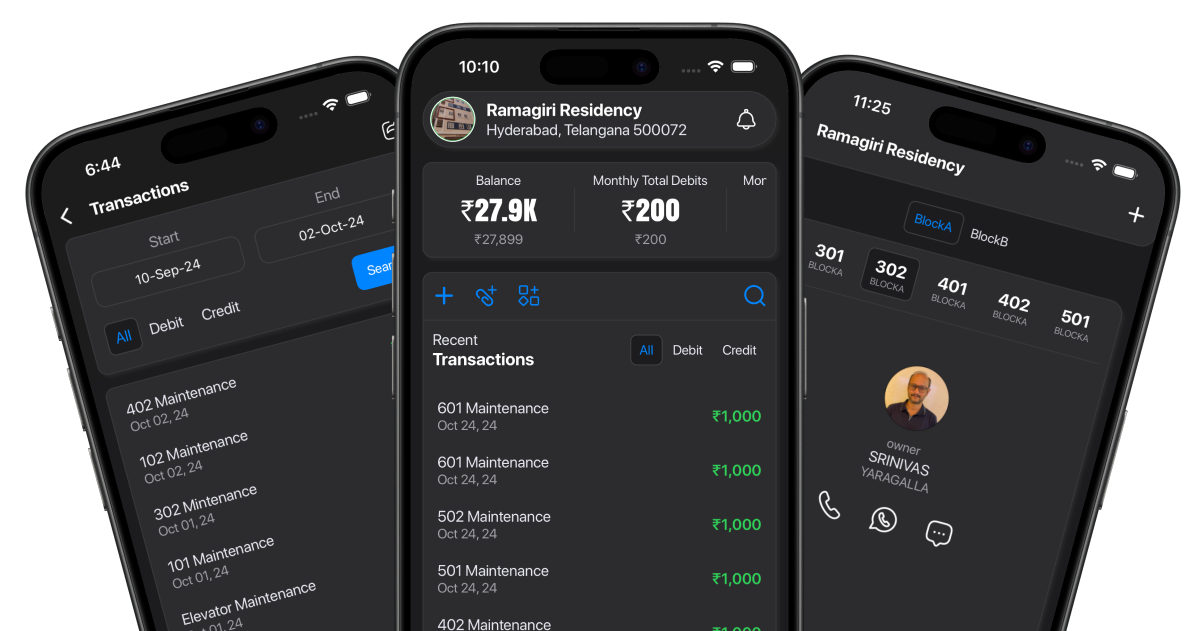 6:44
Transactions
Start
End
10-Sep-24
02-Oct-24
All
Debit
Credit
402 Maintenance
Oct 02, 24
102 Maintenance
Oct 02, 24
302 Mintenance
Oct 01, 24
101 Maintenance
Oct 01, 24
Elevator Maintenance
01, 24
10:10
Ramagiri Residency
Hyderabad, Telangana 500072
Balance
Monthly Total Debits
Mor
₹27.9K
₹200
₹27,899
₹200
Recent
Transactions
All
Debit
Credit
601 Maintenance
₹1,000
Oct 24, 24
601 Maintenance
₹1,000
Oct 24, 24
502 Maintenance
₹1,000
Oct 24, 24
501 Maintenance
₹1,000
Oct 24, 24
402 Maintenance
₹1,000
11:25
Ramagiri Residency
BlockA
BlockB
301
BLOCKA
302
BLOCKA
401
BLOCKA
402
BLOCKA
501
BLOCKA
owner
SRINIVAS
YARAGALLA